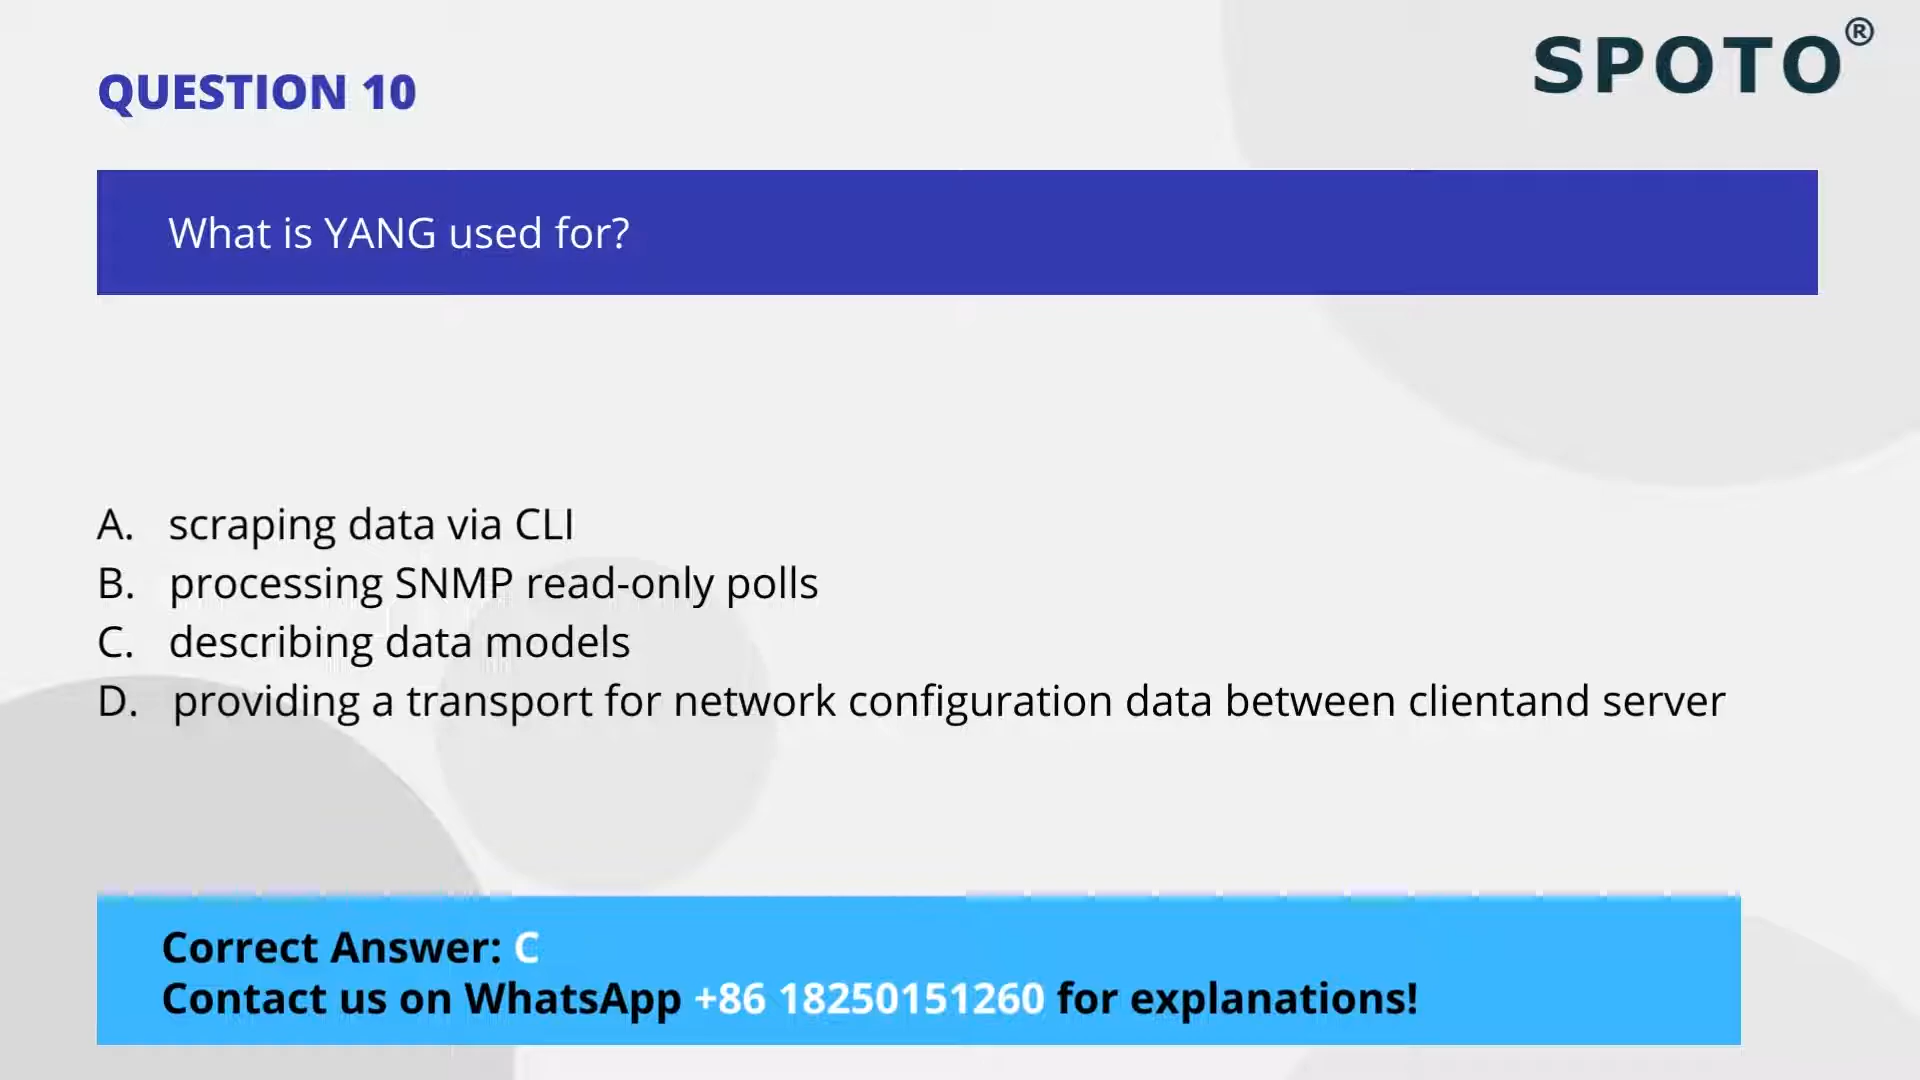 SPOTO®
QUESTION 10
What is YANG used for?
A. scraping data via CLI
B. processing SNMP read-only polls
C. describing data models
D. providing a transport for network configuration data between clientand server
Correct Answer: C
Contact us on WhatsApp +86 18250151260 for explanations!